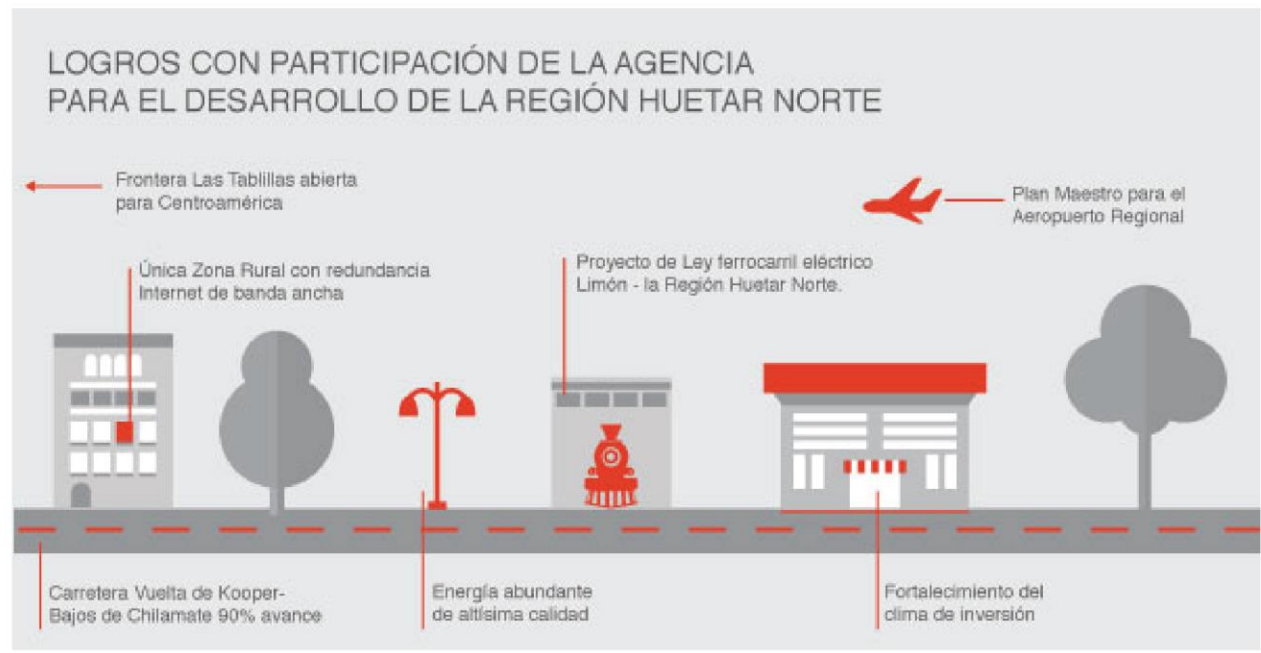 LOGROS CON PARTICIPACIÓN DE LA AGENCIA
PARA EL DESARROLLO DE LA REGIÓN HUETAR NORTE
Frontera Las Tablillas abierta
para Centroamérica
Plan Maestro para el
Aeropuerto Regional
Única Zona Rural con redundancia
Internet de banda ancha
Proyecto de Ley ferrocarril eléctrico
Limón - la Región Huetar Norte.
Carretera Vuelta de Kooper-
Bajos de Chilamate 90% avance
Energía abundante
de altísima calidad
Fortalecimiento del
clima de inversión